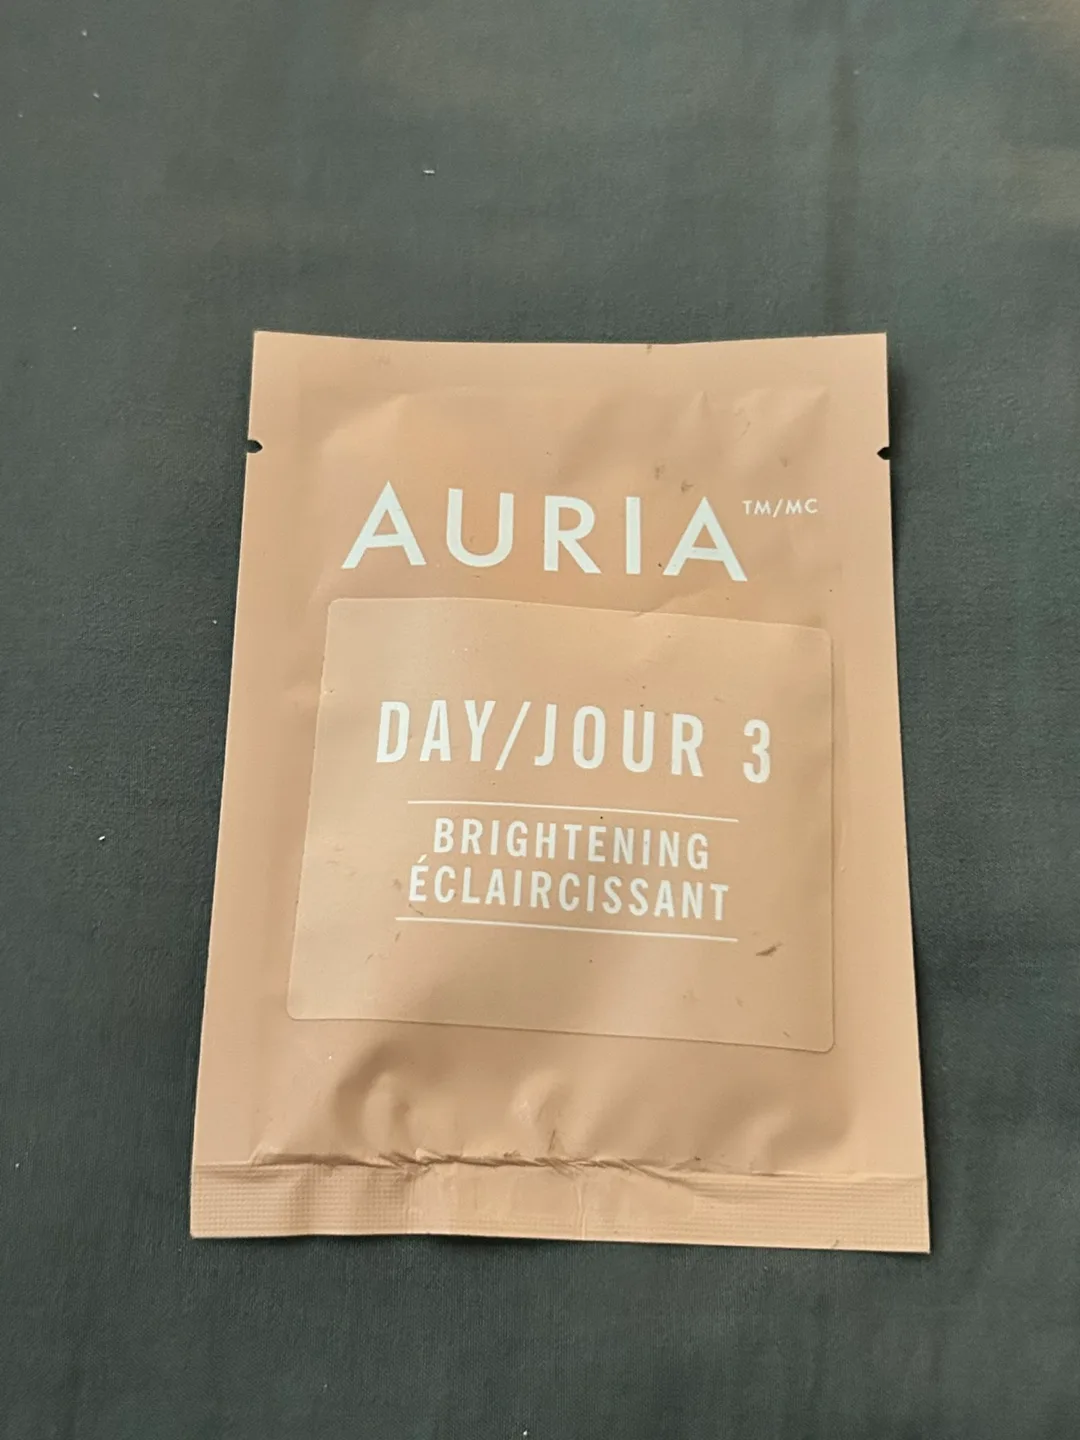 AURIA TM/MC
DAY/JOUR 3
BRIGHTENING
ÉCLAIRCISSANT